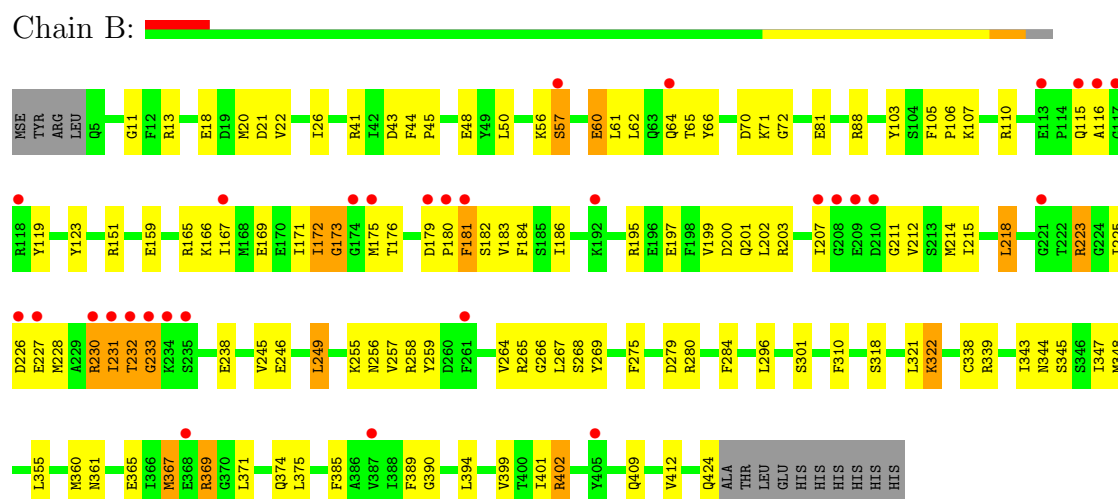 Chain B:
MSE TYR ARG LEU Q5 G11 F12 R13 E18 D19 M20 D21 V22 I26 R41 I42 D43 F44 P45 E48 Y49 L50 K56 S57 E60 L61 L62 Q63 Q64 T65 Y66 D70 K71 G72 E81 R88 Y103 S104 F105 P106 K107 R110 E113 P114 Q115 A116 G117
R118 Y119 Y123 R151 E159 R165 K166 I167 M168 E169 E170 I171 I172 G173 G174 M175 T176 D179 P180 F181 S182 V183 F184 S185 I186 K192 R195 E196 E197 F198 V199 D200 Q201 L202 R203 I207 G208 E209 D210 G211 V212 S213 M214 I215 L218 G221 T222 R223 G224 I225
D226 E227 M228 A229 R230 I231 T232 G233 K234 S235 E238 V245 E246 L249 K255 N256 V257 R258 Y259 D260 F261 V264 R265 G266 L267 S268 Y269 F275 D279 R280 F284 L296 S301 F310 S318 L321 K322 C338 R339 I343 N344 S345 S346 I347 M348
L355 M360 N361 E365 I366 M367 E368 R369 G370 L371 Q374 L375 F385 A386 V387 I388 F389 G390 L394 V399 T400 I401 R402 Y405 Q409 V412 Q424 ALA THR LEU GLU HIS HIS HIS HIS HIS HIS